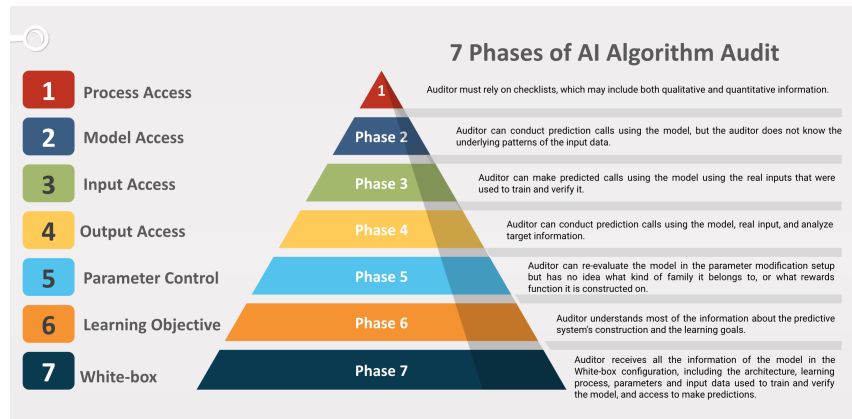 7 Phases of AI Algorithm Audit
1
Process Access
1
Auditor must rely on checklists, which may include both qualitative and quantitative information.
2
Model Access
Phase 2
Auditor can conduct prediction calls using the model, but the auditor does not know the
underlying patterns of the input data.
3
Input Access
Phase 3
Auditor can make predicted calls using the model using the real inputs that were
used to train and verify it.
4
Output Access
Phase 4
Auditor can conduct prediction calls using the model, real input, and analyze
target information.
5
Parameter Control
Phase 5
Auditor can re-evaluate the model in the parameter modification setup
but has no idea what kind of family it belongs to, or what rewards
function it is constructed on.
6
Learning Objective
Phase 6
Auditor understands most of the information about the predictive
system's construction and the learning goals.
7
White-box
Phase 7
Auditor receives all the information of the model in the
White-box configuration, including the architecture, learning
process, parameters and input data used to train and verify
the model, and access to make predictions.